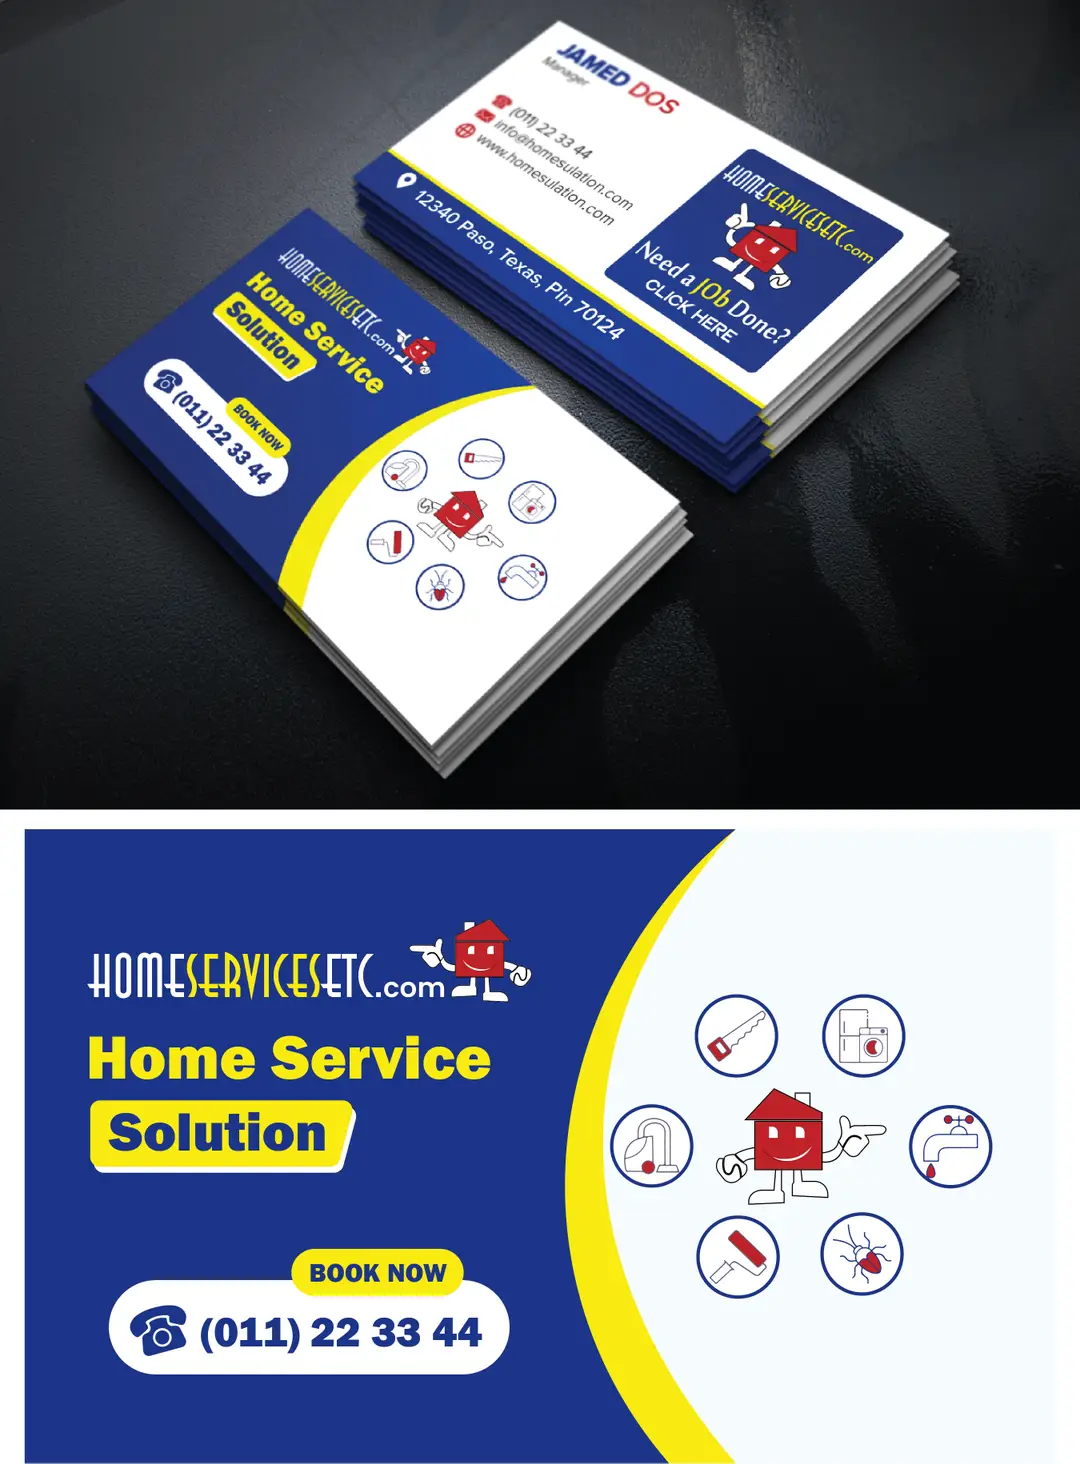 JAMED DOS
Manager
(011) 22 33 44
info@homesulation.com
www.homesulation.com
12340 Paso, Texas, Pin 70124
HOMESERVICESETC.com
Need a JOb Done?
CLICK HERE
HOMESERVICESETC.com
Home Service
Solution
BOOK NOW
(011) 22 33 44
HOMESERVICESETC.com
Home Service
Solution
BOOK NOW
(011) 22 33 44